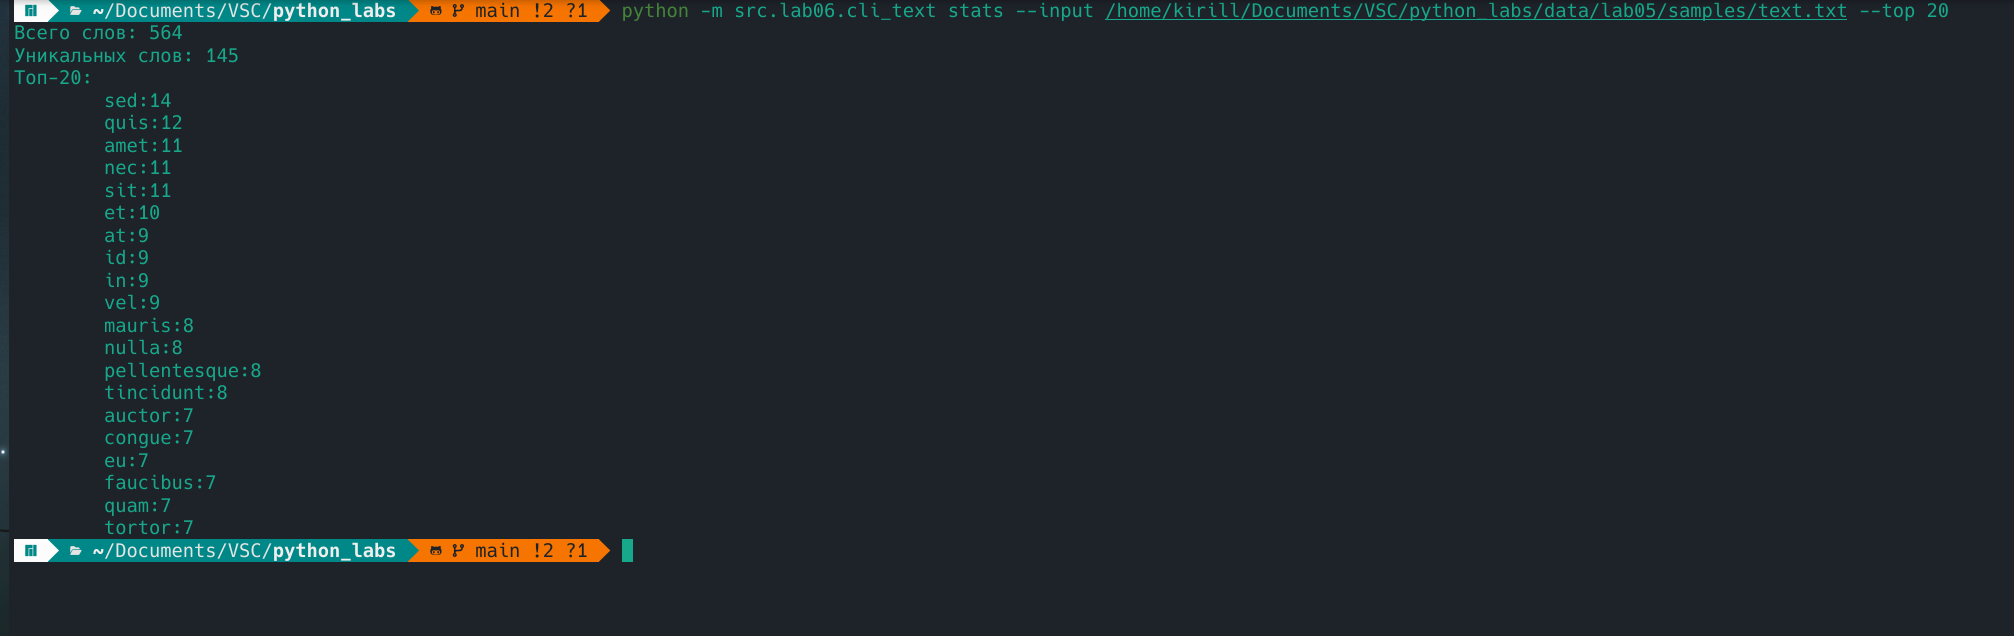 ~/Documents/VSC/python_labs main !2 ?1 python -m src.lab06.cli_text stats --input /home/kirill/Documents/VSC/python_labs/data/lab05/samples/text.txt --top 20
Всего слов: 564
Уникальных слов: 145
Топ-20:
sed:14
quis:12
amet:11
nec:11
sit:11
et:10
at:9
id:9
in:9
vel:9
mauris:8
nulla:8
pellentesque:8
tincidunt:8
auctor:7
congue:7
eu:7
faucibus:7
quam:7
tortor:7
~/Documents/VSC/python_labs main !2 ?1